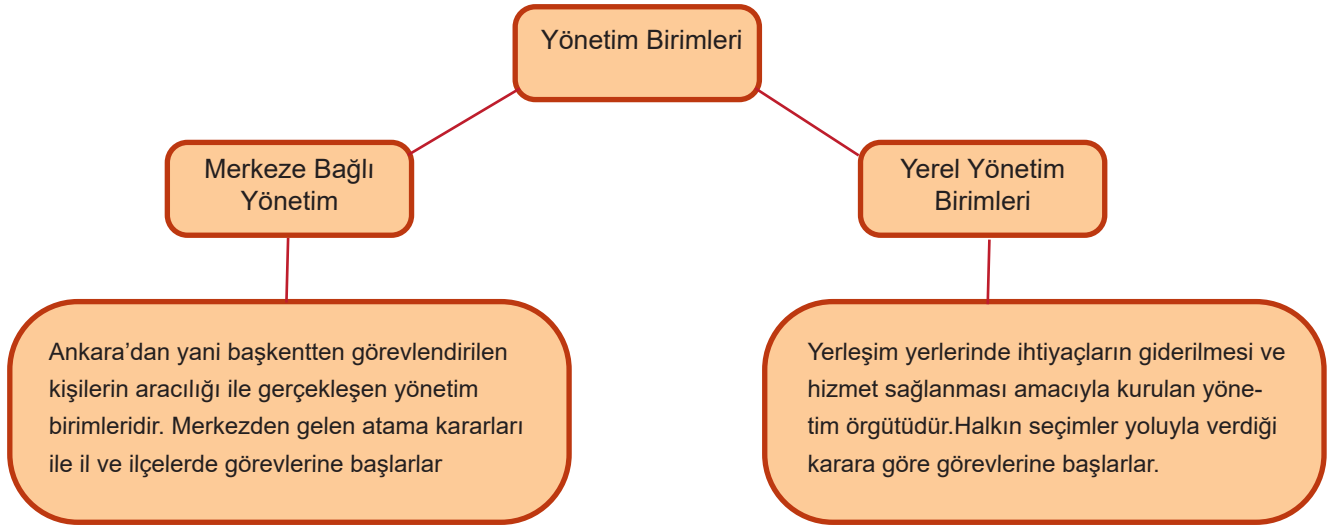 Yönetim Birimleri
Merkeze Bağlı
Yönetim
Yerel Yönetim
Birimleri
Ankara’dan yani başkentten görevlendirilen
kişilerin aracılığı ile gerçekleşen yönetim
birimleridir. Merkezden gelen atama kararları
ile il ve ilçelerde görevlerine başlarlar
Yerleşim yerlerinde ihtiyaçların giderilmesi ve
hizmet sağlanması amacıyla kurulan yöne-
tim örgütüdür.Halkın seçimler yoluyla verdiği
karara göre görevlerine başlarlar.